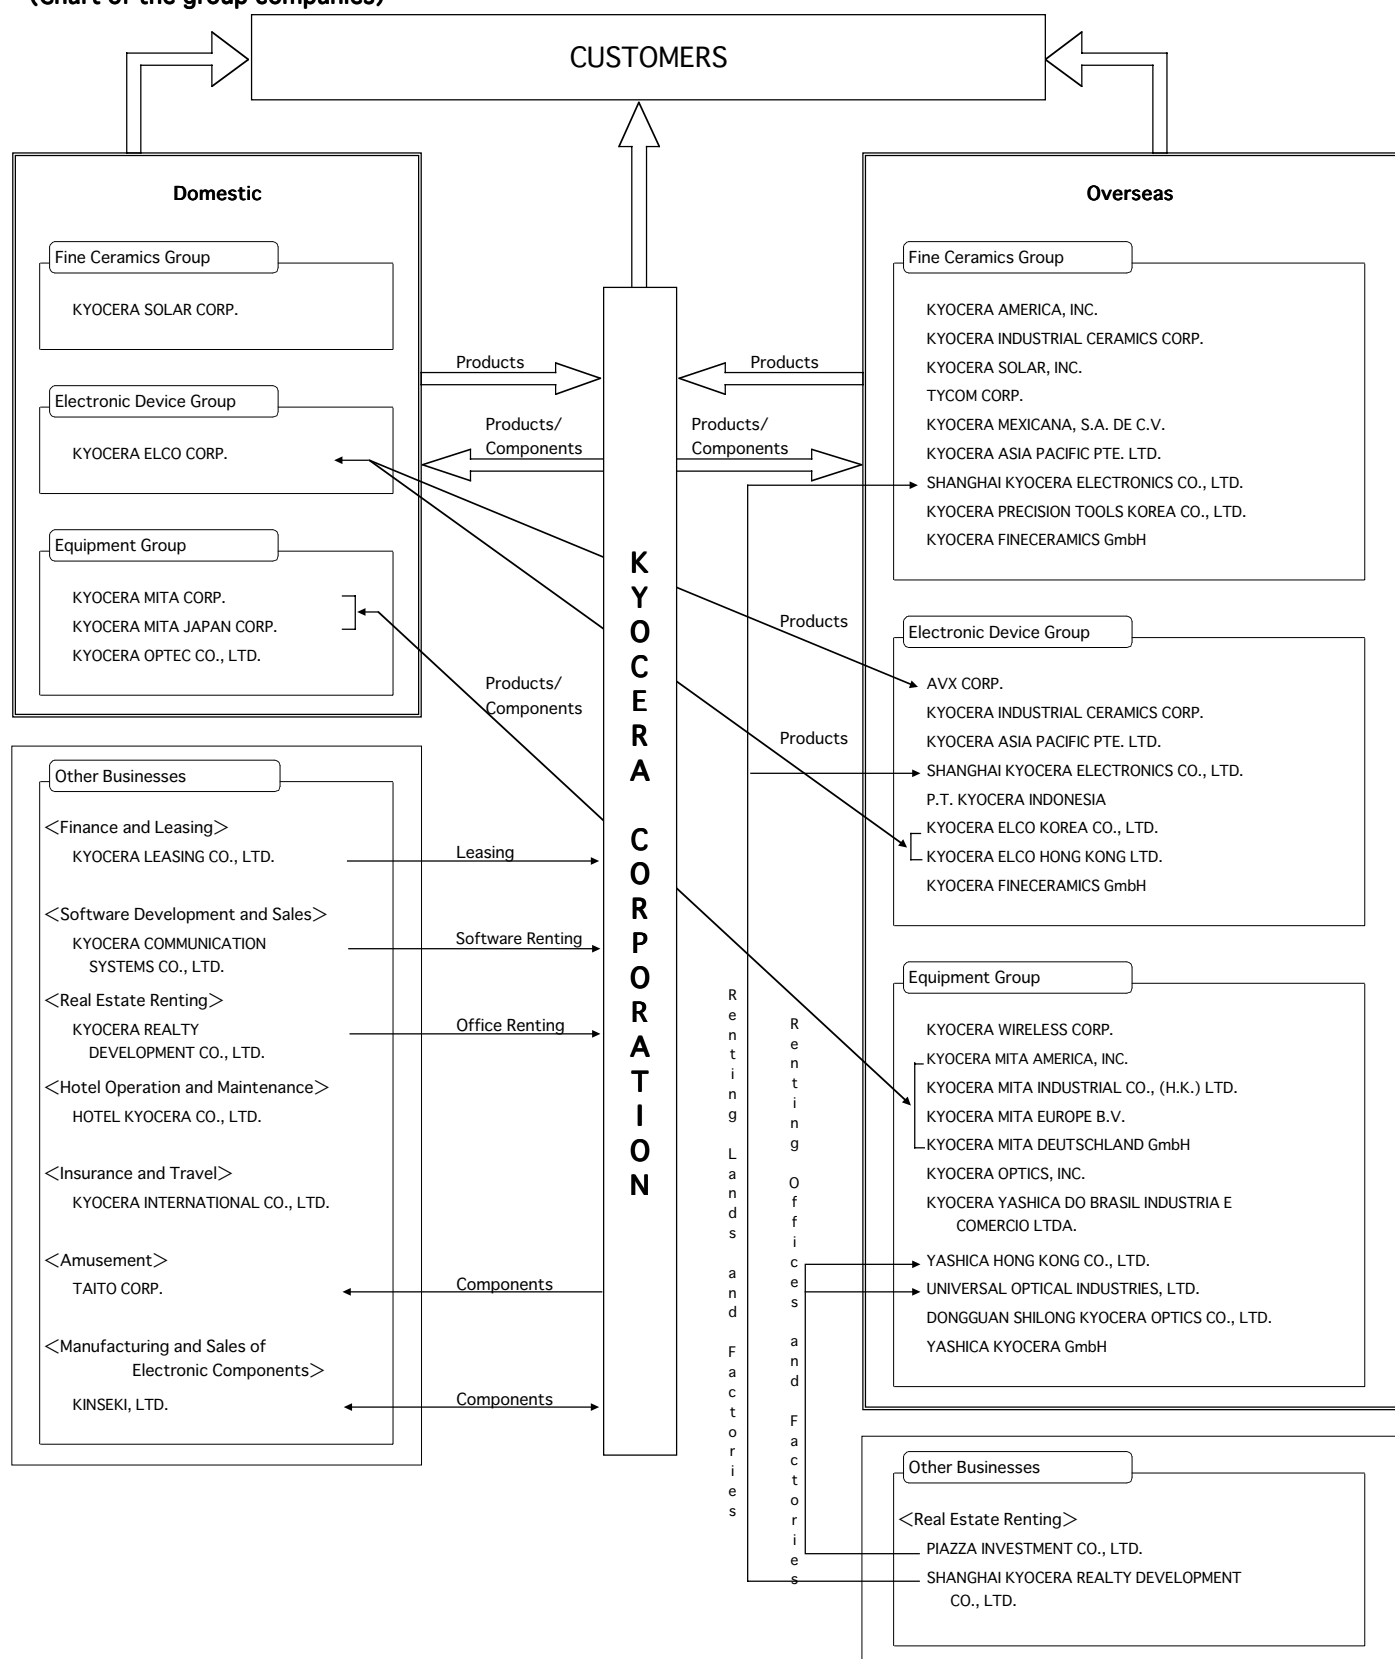 (Chart of the group companies)
CUSTOMERS
Domestic
Fine Ceramics Group
KYOCERA SOLAR CORP.
Electronic Device Group
KYOCERA ELCO CORP.
Equipment Group
KYOCERA MITA CORP.
KYOCERA MITA JAPAN CORP.
KYOCERA OPTEC CO., LTD.
Other Businesses
<Finance and Leasing>
KYOCERA LEASING CO., LTD.
<Software Development and Sales>
KYOCERA COMMUNICATION
SYSTEMS CO., LTD.
<Real Estate Renting>
KYOCERA REALTY
DEVELOPMENT CO., LTD.
<Hotel Operation and Maintenance>
HOTEL KYOCERA CO., LTD.
<Insurance and Travel>
KYOCERA INTERNATIONAL CO., LTD.
<Amusement>
TAITO CORP.
<Manufacturing and Sales of
Electronic Components>
KINSEKI, LTD.
Products
Products/
Components
Products/
Components
Leasing
Software Renting
Office Renting
Components
Components
KYOCERA CORPORATION
Products
Products/
Components
Products
Products
Renting Lands and Factories
Renting Offices and Factories
Overseas
Fine Ceramics Group
KYOCERA AMERICA, INC.
KYOCERA INDUSTRIAL CERAMICS CORP.
KYOCERA SOLAR, INC.
TYCOM CORP.
KYOCERA MEXICANA, S.A. DE C.V.
KYOCERA ASIA PACIFIC PTE. LTD.
SHANGHAI KYOCERA ELECTRONICS CO., LTD.
KYOCERA PRECISION TOOLS KOREA CO., LTD.
KYOCERA FINECERAMICS GmbH
Electronic Device Group
AVX CORP.
KYOCERA INDUSTRIAL CERAMICS CORP.
KYOCERA ASIA PACIFIC PTE. LTD.
SHANGHAI KYOCERA ELECTRONICS CO., LTD.
P.T. KYOCERA INDONESIA
KYOCERA ELCO KOREA CO., LTD.
KYOCERA ELCO HONG KONG LTD.
KYOCERA FINECERAMICS GmbH
Equipment Group
KYOCERA WIRELESS CORP.
KYOCERA MITA AMERICA, INC.
KYOCERA MITA INDUSTRIAL CO., (H.K.) LTD.
KYOCERA MITA EUROPE B.V.
KYOCERA MITA DEUTSCHLAND GmbH
KYOCERA OPTICS, INC.
KYOCERA YASHICA DO BRASIL INDUSTRIA E
COMERCIO LTDA.
YASHICA HONG KONG CO., LTD.
UNIVERSAL OPTICAL INDUSTRIES, LTD.
DONGGUAN SHILONG KYOCERA OPTICS CO., LTD.
YASHICA KYOCERA GmbH
Other Businesses
<Real Estate Renting>
PIAZZA INVESTMENT CO., LTD.
SHANGHAI KYOCERA REALTY DEVELOPMENT
CO., LTD.